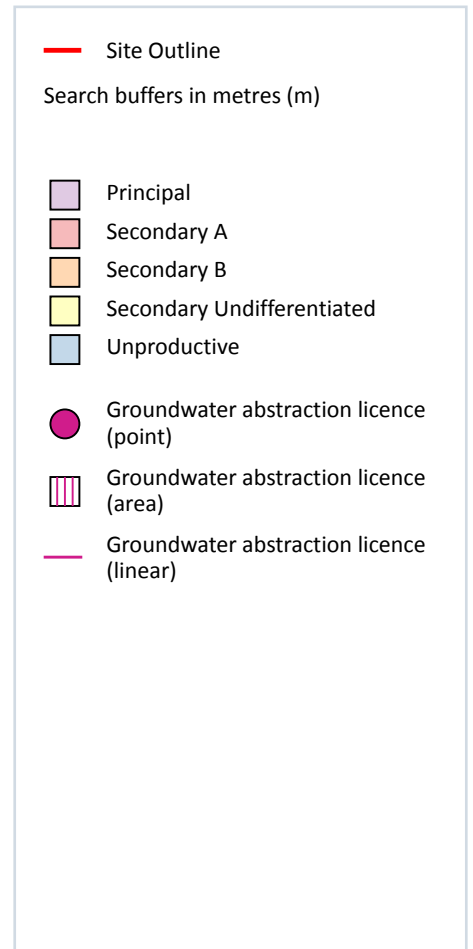 Site Outline
Search buffers in metres (m)
Principal
Secondary A
Secondary B
Secondary Undifferentiated
Unproductive
Groundwater abstraction licence
(point)
Groundwater abstraction licence
(area)
Groundwater abstraction licence
(linear)